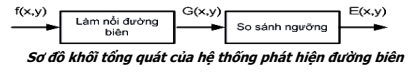 f(x,y) G(x,y) E(x,y)
Làm nổi đường
biên
So sánh ngưỡng
Sơ đồ khối tổng quát của hệ thống phát hiện đường biên